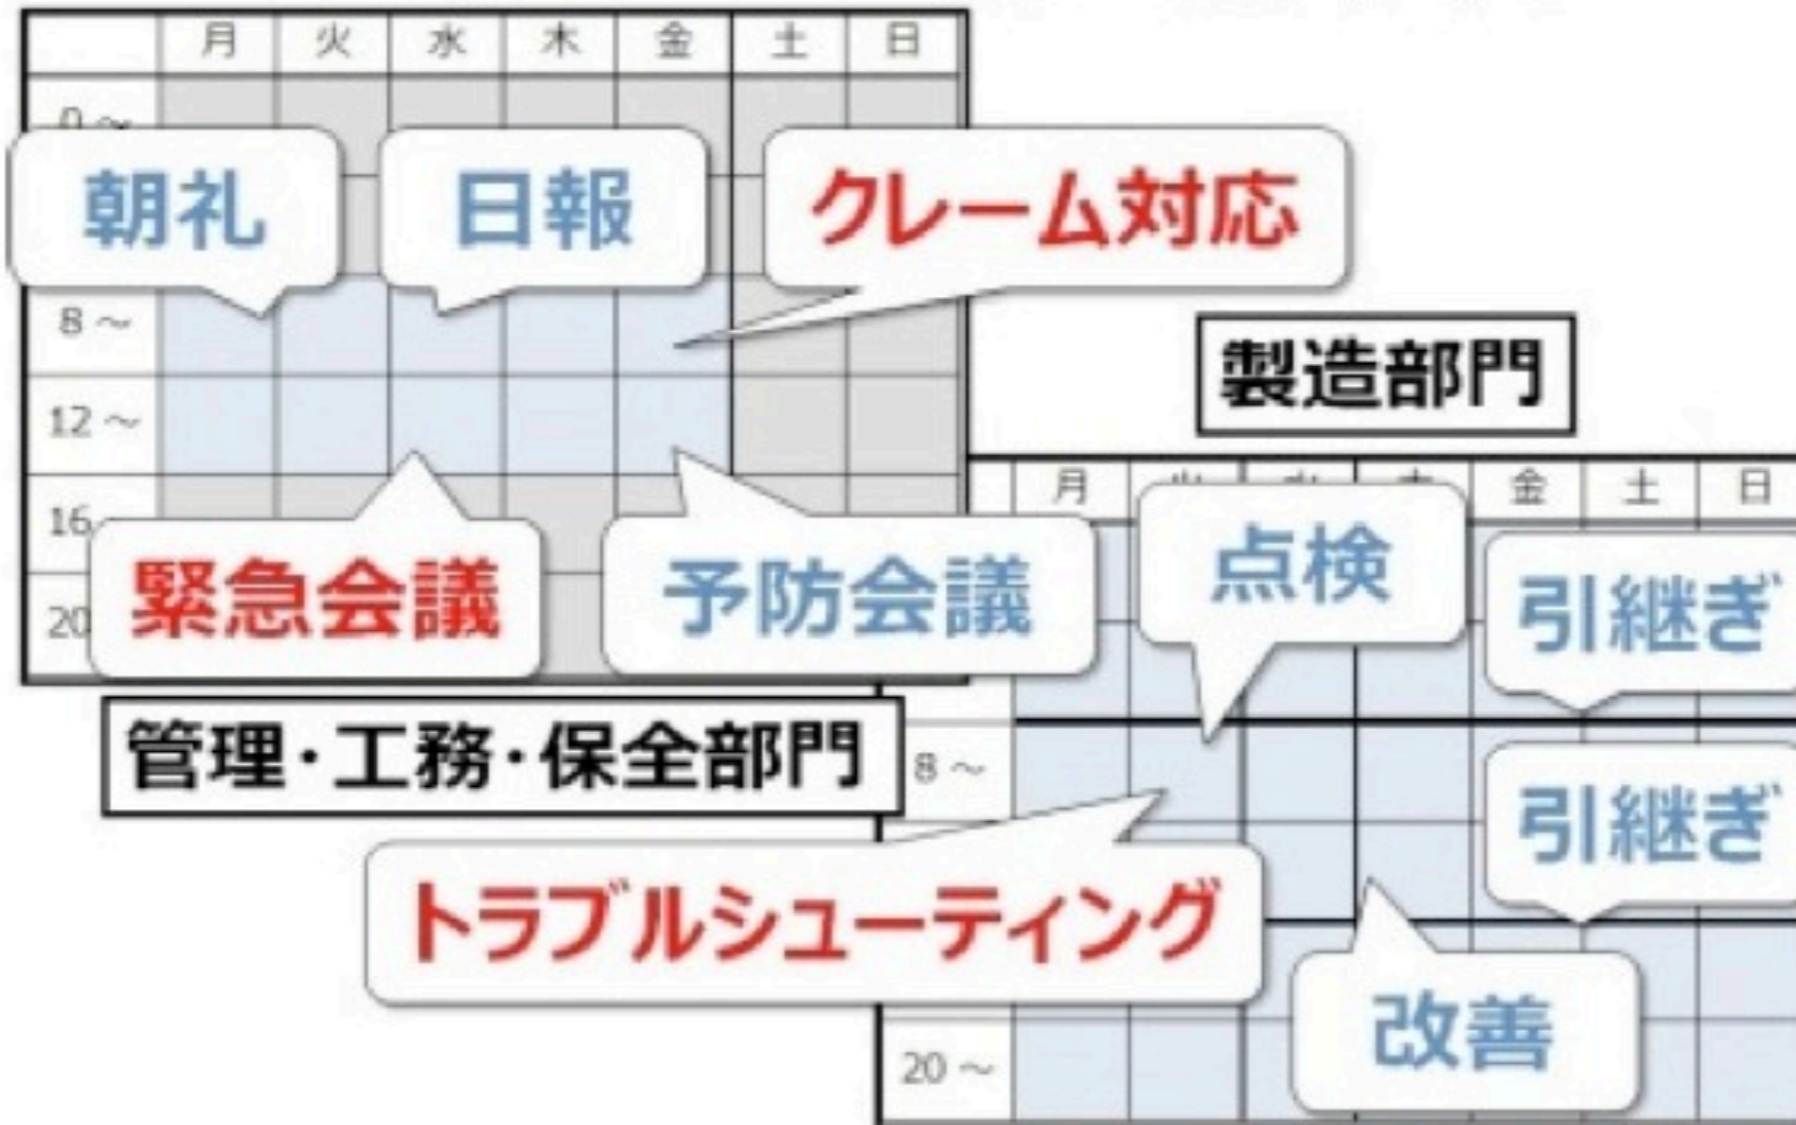 月 火 水 木 金 土 日
0 ～
朝礼
日報
クレーム対応
8 ～
12 ～
16
緊急会議
予防会議
20
管理・工務・保全部門
製造部門
月 金 土 日
点検
引継ぎ
8 ～
引継ぎ
トラブルシューティング
改善
20 ～